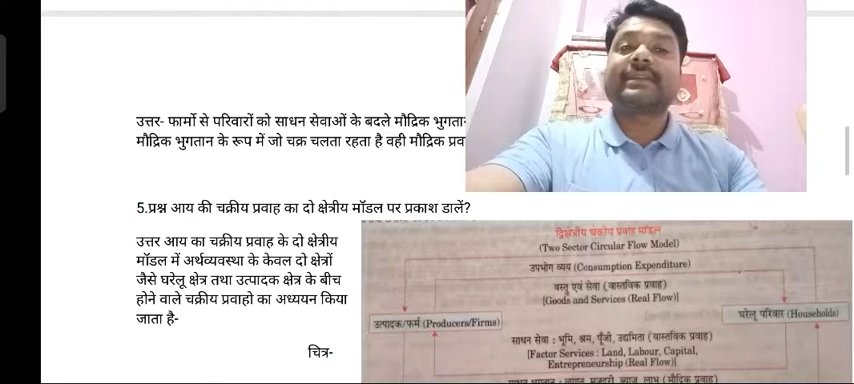 उत्तर- फार्मो से परिवारों को साधन सेवाओं के बदले मौद्रिक
मौद्रिक भुगतान के रूप में जो चक्र चलता रहता है वही मौद्रिक
5.प्रश्न आय की चक्रीय प्रवाह का दो क्षेत्रीय मॉडल पर प्रकाश डालें?
उत्तर आय का चक्रीय प्रवाह के दो क्षेत्रीय
मॉडल में अर्थव्यवस्था के केवल दो क्षेत्रों
जैसे घरेलू क्षेत्र तथा उत्पादक क्षेत्र के बीच
होने वाले चक्रीय प्रवाहो का अध्ययन किया
जाता है-
चित्र-
द्विक्षेत्रीय चक्रीय प्रवाह मॉडल
(Two Sector Circular Flow Model)
उपभोग व्यय (Consumption Expenditure)
वस्तु एवं सेवा (वास्तविक प्रवाह)
[Goods and Services (Real Flow)]
उत्पादक/फर्म (Producers/Firms)
घरेलू परिवार (Households)
साधन सेवा : भूमि, श्रम, पूँजी, उद्यमिता (वास्तविक प्रवाह)
[Factor Services : Land, Labour, Capital,
Entrepreneurship (Real Flow)]